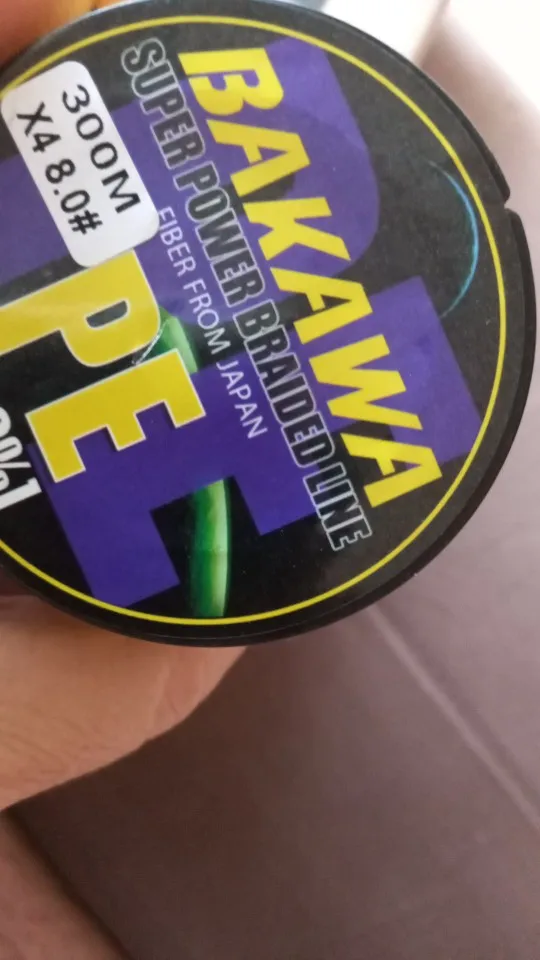 BAKAWA
SUPER POWER BRAIDED LINE
FIBER FROM JAPAN
300M
X4 8.0#
PE